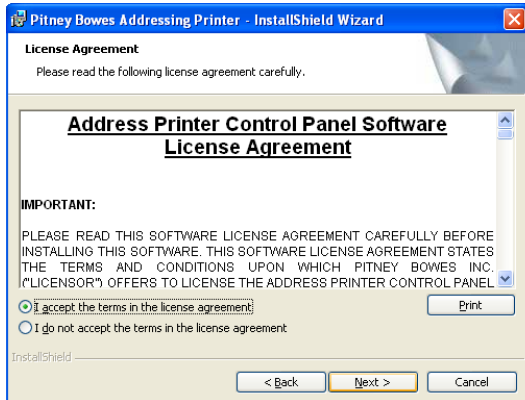 Pitney Bowes Addressing Printer - InstallShield Wizard
License Agreement
Please read the following license agreement carefully.
Address Printer Control Panel Software
License Agreement
IMPORTANT:
PLEASE READ THIS SOFTWARE LICENSE AGREEMENT CAREFULLY BEFORE
INSTALLING THIS SOFTWARE. THIS SOFTWARE LICENSE AGREEMENT STATES
THE TERMS AND CONDITIONS UPON WHICH PITNEY BOWES INC.
("LICENSOR") OFFERS TO LICENSE THE ADDRESS PRINTER CONTROL PANEL
I accept the terms in the license agreement
Print
I do not accept the terms in the license agreement
InstallShield
< Back Next > Cancel